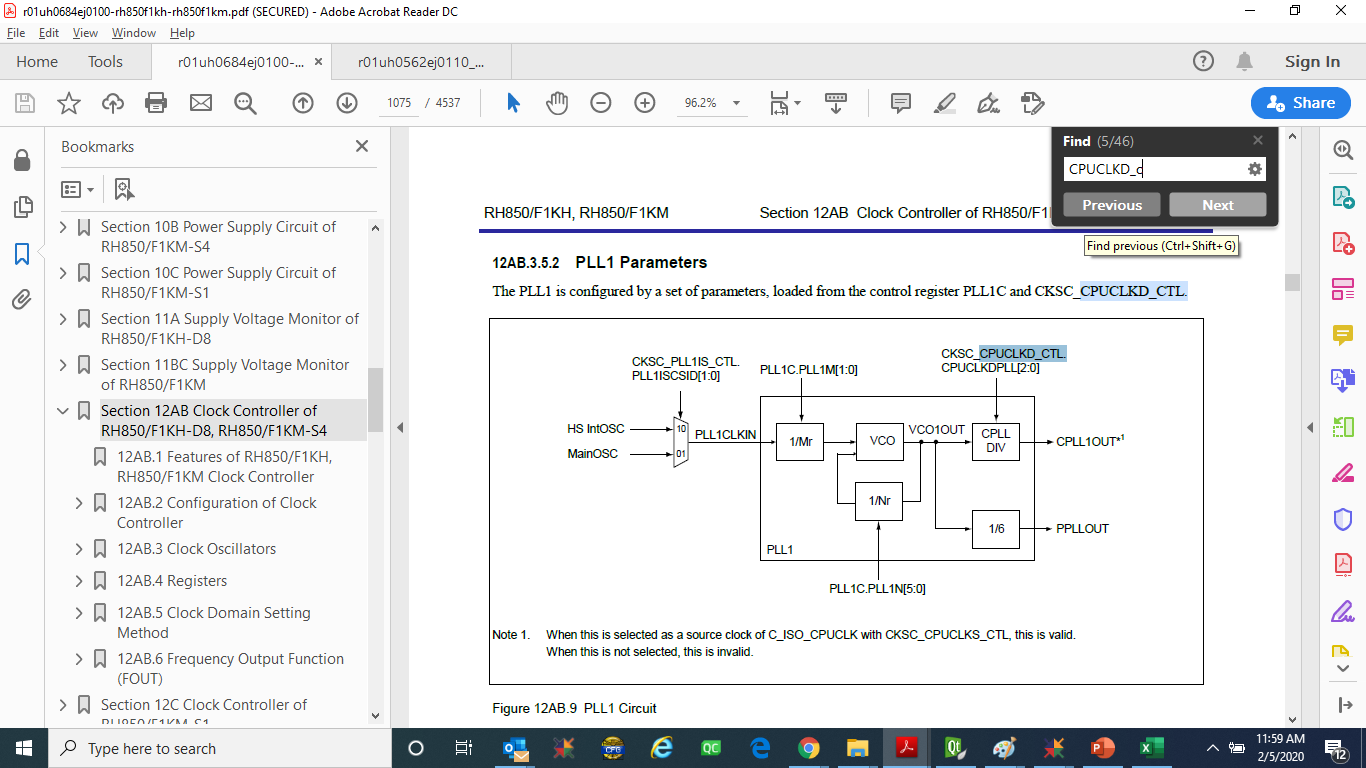 r01uh0684ej0100-rh850f1kh-rh850f1km.pdf (SECURED) - Adobe Acrobat Reader DC
File Edit View Window Help
Home Tools r01uh0684ej0100-... × r01uh0562ej0110_... Sign In
1075 / 4537 96.2% Share
Bookmarks
Section 10B Power Supply Circuit of
RH850/F1KM-S4
Section 10C Power Supply Circuit of
RH850/F1KM-S1
Section 11A Supply Voltage Monitor of
RH850/F1KH-D8
Section 11BC Supply Voltage Monitor
of RH850/F1KM
Section 12AB Clock Controller of
RH850/F1KH-D8, RH850/F1KM-S4
12AB.1 Features of RH850/F1KH,
RH850/F1KM Clock Controller
12AB.2 Configuration of Clock
Controller
12AB.3 Clock Oscillators
12AB.4 Registers
12AB.5 Clock Domain Setting
Method
12AB.6 Frequency Output Function
(FOUT)
Section 12C Clock Controller of
RH850/F1KM-S1
Find (5/46)
CPUCLKD_c
Previous Next
Find previous (Ctrl+Shift+G)
RH850/F1KH, RH850/F1KM Section 12AB Clock Controller of RH850/F1
12AB.3.5.2 PLL1 Parameters
The PLL1 is configured by a set of parameters, loaded from the control register PLL1C and CKSC_CPUCLKD_CTL.
CKSC_PLL1IS_CTL.
PLL1ISCSID[1:0]
PLL1C.PLL1M[1:0]
CKSC_CPUCLKD_CTL.
CPUCLKDPLL[2:0]
HS IntOSC
MainOSC
10
01
PLL1CLKIN
1/Mr
VCO
VCO1OUT
CPLL
DIV
CPLL1OUT*1
1/Nr
1/6
PPLLOUT
PLL1
PLL1C.PLL1N[5:0]
Note 1. When this is selected as a source clock of C_ISO_CPUCLK with CKSC_CPUCLKS_CTL, this is valid.
When this is not selected, this is invalid.
Figure 12AB.9 PLL1 Circuit
Type here to search
11:59 AM
2/5/2020
12